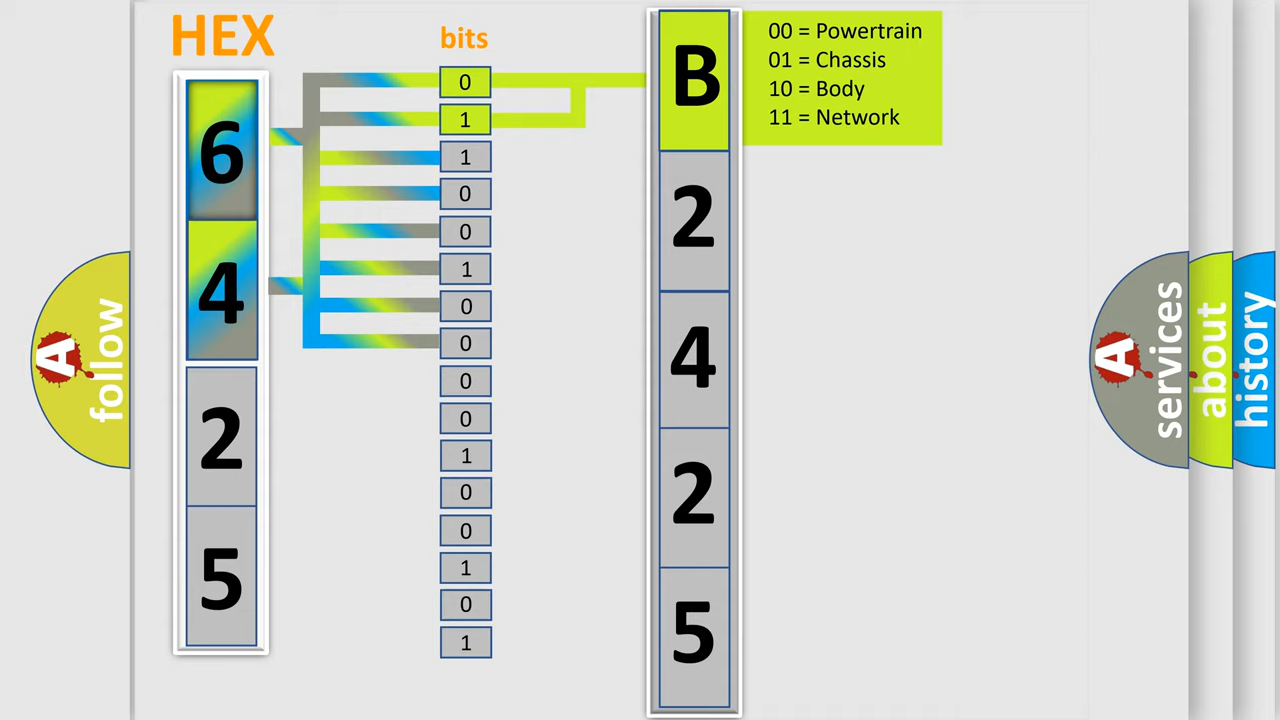 HEX
bits
6
4
2
5
0
1
1
0
0
1
0
0
0
0
1
0
0
1
0
1
B
2
4
2
5
00 = Powertrain
01 = Chassis
10 = Body
11 = Network
A
follow
A
services
about
history